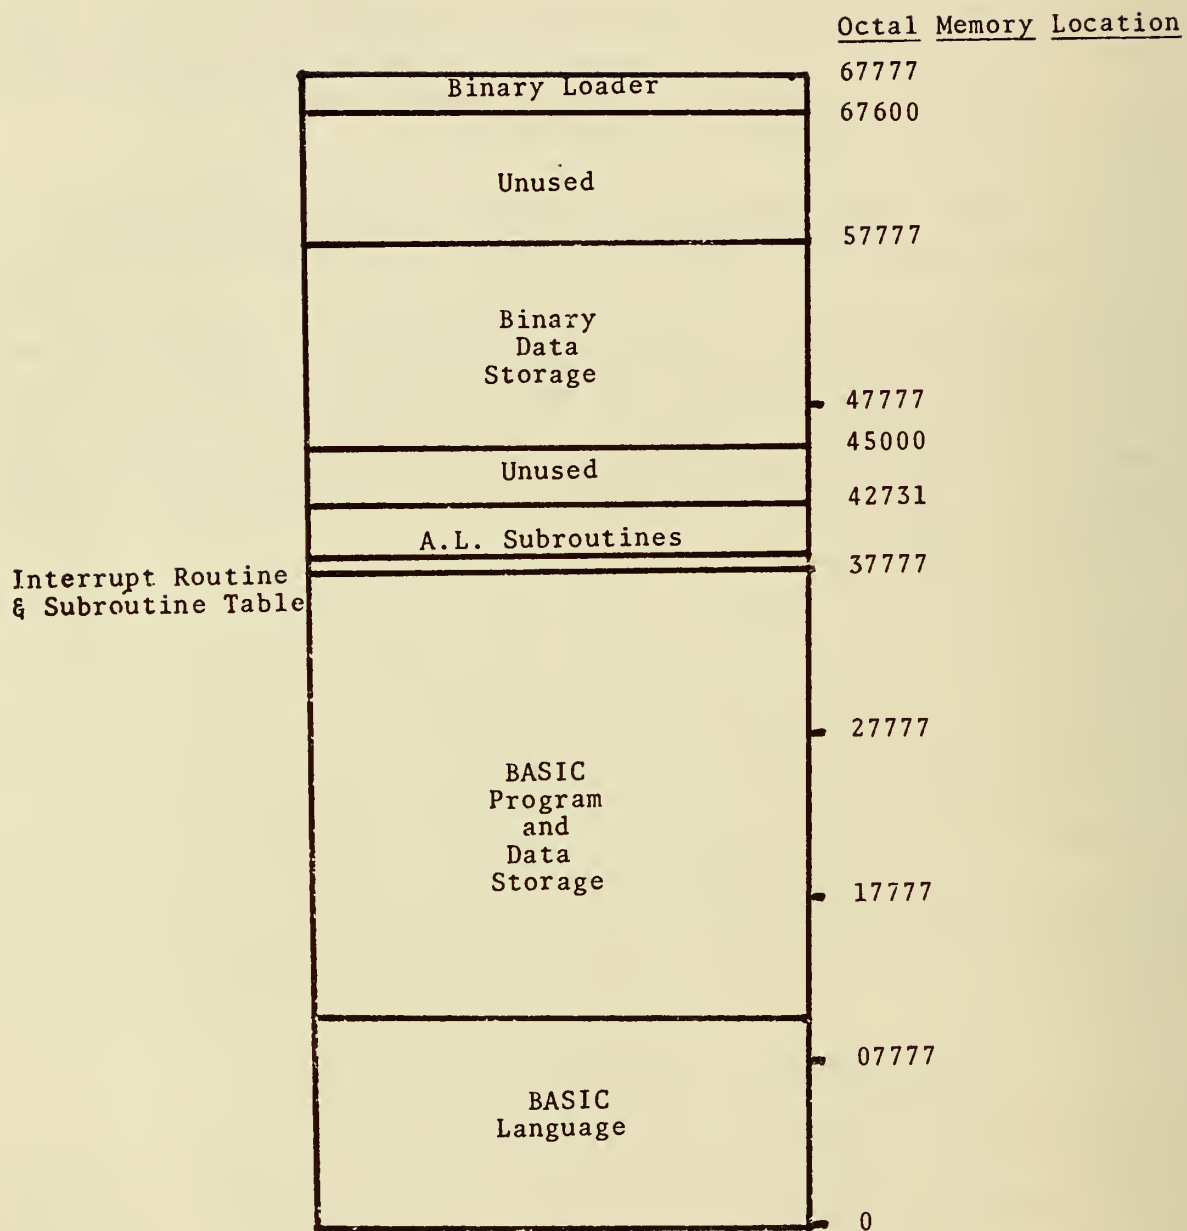 Octal Memory Location
67777
Binary Loader
67600
Unused
57777
Binary
Data
Storage
47777
45000
Unused
42731
A.L. Subroutines
37777
Interrupt Routine
& Subroutine Table
27777
BASIC
Program
and
Data
Storage
17777
07777
BASIC
Language
0